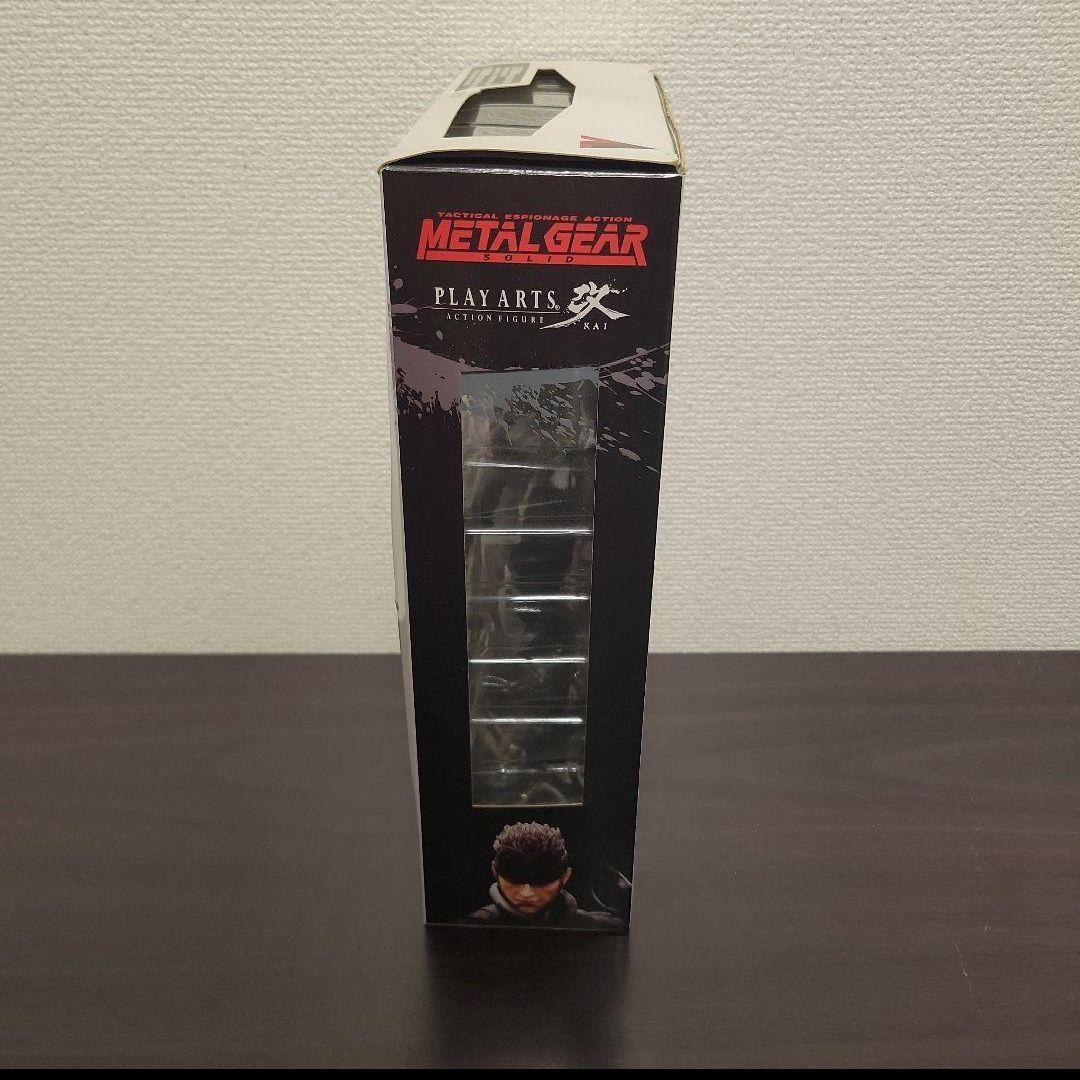 TACTICAL ESPIONAGE ACTION
METAL GEAR
SOLID
PLAY ARTS® 改
ACTION FIGURE KAI